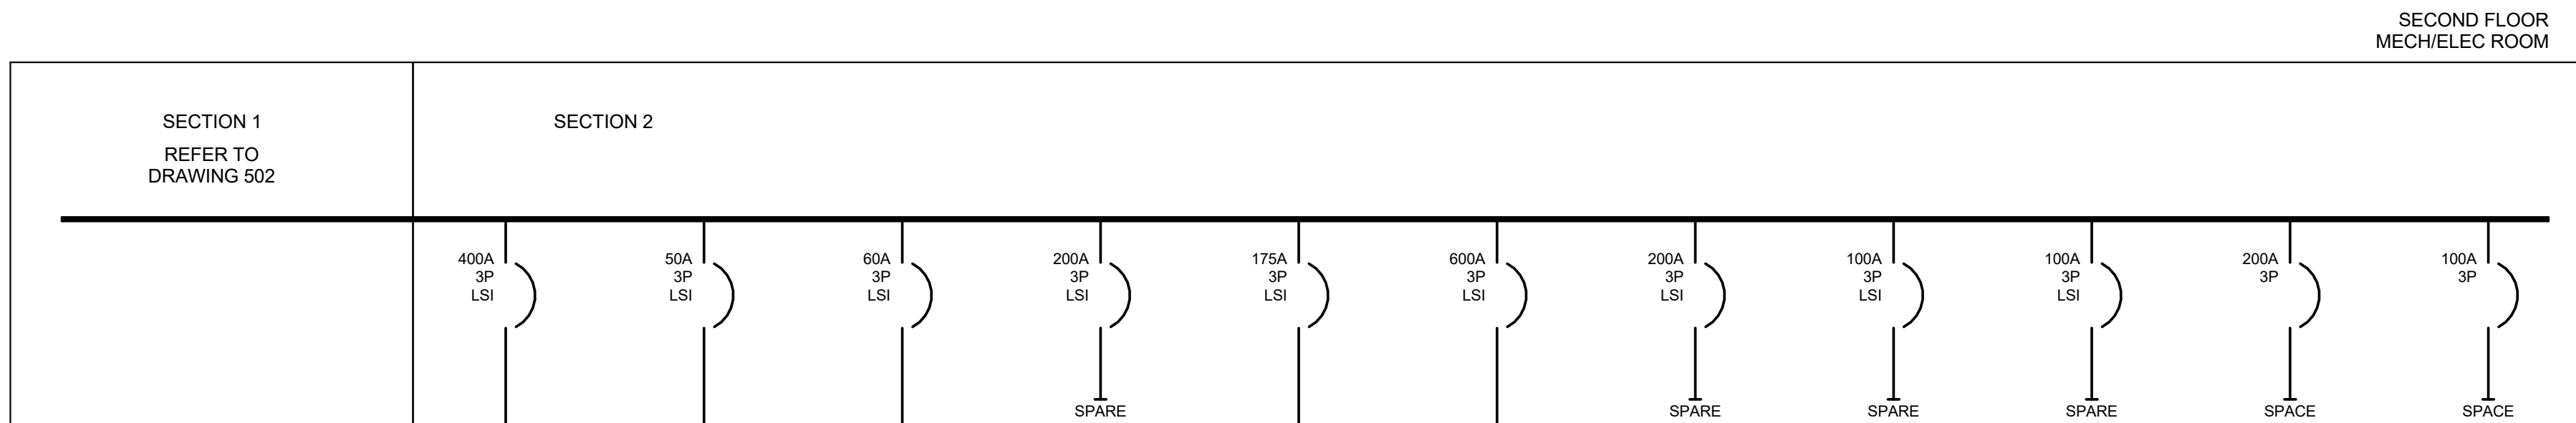 SECOND FLOOR
MECH/ELEC ROOM
SECTION 1
REFER TO
DRAWING 502
SECTION 2
400A
3P
LSI
50A
3P
LSI
60A
3P
LSI
200A
3P
LSI
SPARE
175A
3P
LSI
600A
3P
LSI
200A
3P
LSI
SPARE
100A
3P
LSI
SPARE
100A
3P
LSI
SPARE
200A
3P
SPACE
100A
3P
SPACE